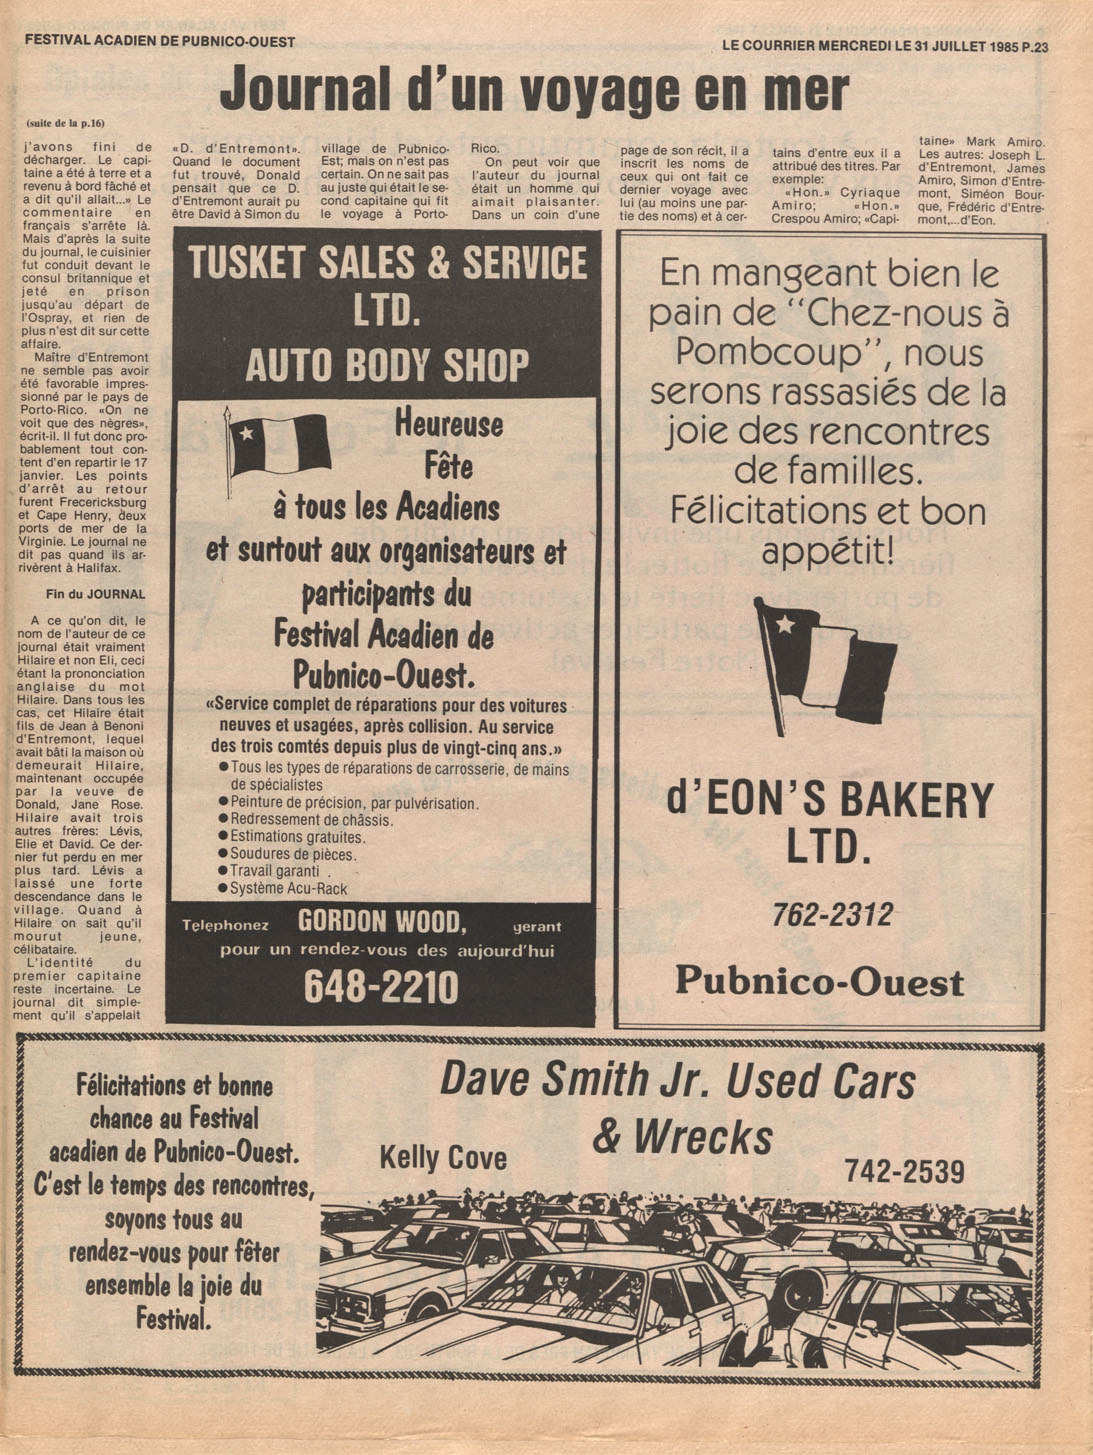 FESTIVAL ACADIEN DE PUBNICO-OUEST
LE COURRIER MERCREDI LE 31 JUILLET 1985 P.23
Journal d'un voyage en mer
(suite de la p.16)
j'avons fini de
décharger. Le capi-
taine a été à terre et a
revenu à bord fâché et
a dit qu'il allait...» Le
commentaire en
français s'arrête là.
Mais d'après la suite
du journal, le cuisinier
fut conduit devant le
consul britannique et
jeté en prison
jusqu'au départ de
l'Ospray, et rien de
plus n'est dit sur cette
affaire.
Maître d'Entremont
ne semble pas avoir
été favorable impres-
sionné par le pays de
Porto-Rico. «On ne
voit que des nègres»,
écrit-il. Il fut donc pro-
bablement tout con-
tent d'en repartir le 17
janvier. Les points
d'arrêt au retour
furent Frecericksburg
et Cape Henry, deux
ports de mer de la
Virginie. Le journal ne
dit pas quand ils ar-
rivèrent à Halifax.
Fin du JOURNAL
A ce qu'on dit, le
nom de l'auteur de ce
journal était vraiment
Hilaire et non Eli, ceci
étant la prononciation
anglaise du mot
Hilaire. Dans tous les
cas, cet Hilaire était
fils de Jean à Benoni
d'Entremont, lequel
avait bâti la maison où
demeurait Hilaire,
maintenant occupée
par la veuve de
Donald, Jane Rose.
Hilaire avait trois
autres frères: Lévis,
Elie et David. Ce der-
nier fut perdu en mer
plus tard. Lévis a
laissé une forte
descendance dans le
village. Quand à
Hilaire on sait qu'il
mourut jeune,
célibataire.
L'identité du
premier capitaine
reste incertaine. Le
journal dit simple-
ment qu'il s'appelait
«D. d'Entremont».
Quand le document
fut trouvé, Donald
pensait que ce D.
d'Entremont aurait pu
être David à Simon du
village de Pubnico-
Est; mais on n'est pas
certain. On ne sait pas
au juste qui était le se-
cond capitaine qui fit
le voyage à Porto-
Rico.
On peut voir que
l'auteur du journal
était un homme qui
aimait plaisanter.
Dans un coin d'une
page de son récit, il a
inscrit les noms de
ceux qui ont fait ce
dernier voyage avec
lui (au moins une par-
tie des noms) et à cer-
tains d'entre eux il a
attribué des titres. Par
exemple:
«Hon.» Cyriaque
Amiro; «Hon.»
Crespou Amiro; «Capi-
taine» Mark Amiro.
Les autres: Joseph L.
d'Entremont, James
Amiro, Simon d'Entre-
mont, Siméon Bour-
que, Frédéric d'Entre-
mont,...d'Eon.
TUSKET SALES & SERVICE
LTD.
AUTO BODY SHOP
Heureuse
Fête
à tous les Acadiens
et surtout aux organisateurs et
participants du
Festival Acadien de
Pubnico-Ouest.
«Service complet de réparations pour des voitures
neuves et usagées, après collision. Au service
des trois comtés depuis plus de vingt-cinq ans.»
●Tous les types de réparations de carrosserie, de mains
de spécialistes
●Peinture de précision, par pulvérisation.
●Redressement de châssis.
●Estimations gratuites.
●Soudures de pièces.
●Travail garanti .
●Système Acu-Rack
Telephonez GORDON WOOD, gerant
pour un rendez-vous des aujourd'hui
648-2210
En mangeant bien le
pain de "Chez-nous à
Pombcoup", nous
serons rassasiés de la
joie des rencontres
de familles.
Félicitations et bon
appétit!
d'EON'S BAKERY
LTD.
762-2312
Pubnico-Ouest
Félicitations et bonne
chance au Festival
acadien de Pubnico-Ouest.
C'est le temps des rencontres,
soyons tous au
rendez-vous pour fêter
ensemble la joie du
Festival.
Dave Smith Jr. Used Cars
& Wrecks
Kelly Cove
742-2539